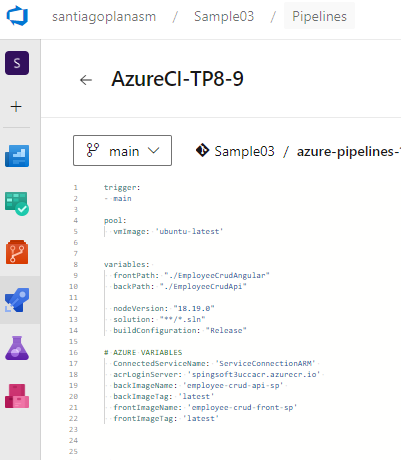 santiagoplanasm / Sample03 / Pipelines
S
AzureCI-TP8-9
main
Sample03 / azure-pipelines-
1 trigger:
2 - main
3
4 pool:
5 vmImage: 'ubuntu-latest'
6
7
8 variables:
9 frontPath: "./EmployeeCrudAngular"
10 backPath: "./EmployeeCrudApi"
11
12 nodeVersion: "18.19.0"
13 solution: "**/*.sln"
14 buildConfiguration: "Release"
15
16 # AZURE VARIABLES
17 ConnectedServiceName: 'ServiceConnectionARM'
18 acrLoginServer: 'spingsoft3uccacr.azurecr.io'
19 backImageName: 'employee-crud-api-sp'
20 backImageTag: 'latest'
21 frontImageName: 'employee-crud-front-sp'
22 frontImageTag: 'latest'
23
24
25